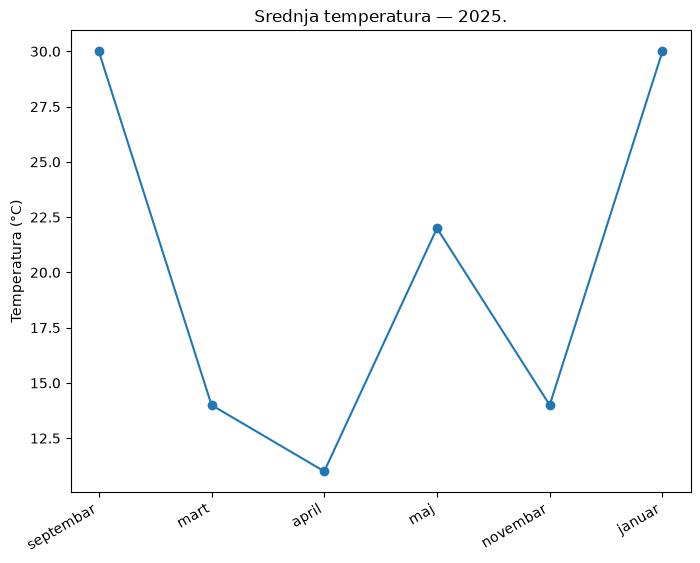 Srednja temperatura — 2025.
Temperatura (°C)
30.0
27.5
25.0
22.5
20.0
17.5
15.0
12.5
septembar
mart
april
maj
novembar
januar